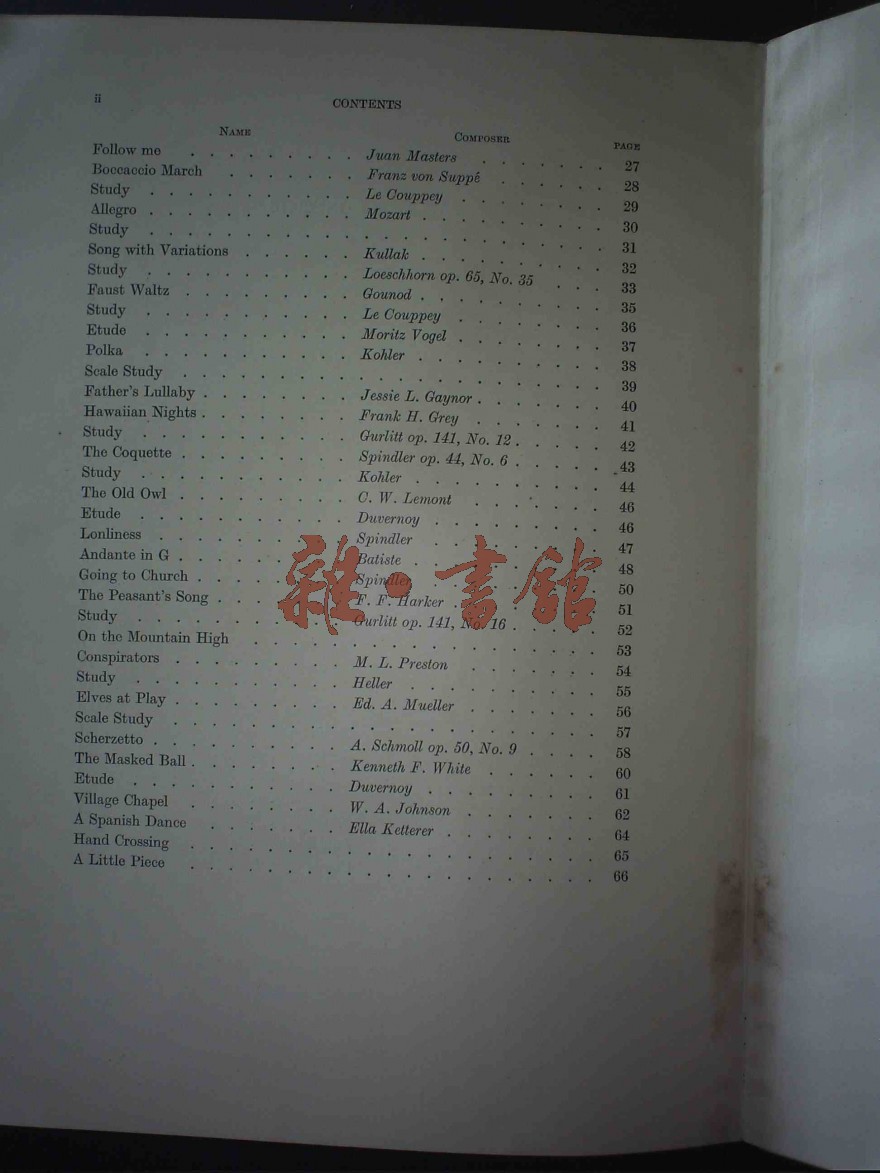 ii
CONTENTS
NAME COMPOSER PAGE
Follow me . . . . . . . . Juan Masters . . . . . . 27
Boccaccio March . . . . . . Franz von Suppé . . . . . 28
Study . . . . . . . . . . Le Couppey . . . . . . . 29
Allegro . . . . . . . . . . Mozart . . . . . . . . 30
Study . . . . . . . . . . . . . . . . . . . . 31
Song with Variations . . . . . Kullak . . . . . . . . 32
Study . . . . . . . . . . Loeschhorn op. 65, No. 35 . . . 33
Faust Waltz . . . . . . . . Gounod . . . . . . . . 35
Study . . . . . . . . . . Le Couppey . . . . . . . 36
Etude . . . . . . . . . . Moritz Vogel . . . . . . . 37
Polka . . . . . . . . . . Kohler . . . . . . . . 38
Scale Study . . . . . . . . . . . . . . . . . . 39
Father's Lullaby . . . . . . . Jessie L. Gaynor . . . . . . 40
Hawaiian Nights . . . . . . . Frank H. Grey . . . . . . 41
Study . . . . . . . . . . Gurlitt op. 141, No. 12 . . . . 42
The Coquette . . . . . . . . Spindler op. 44, No. 6 . . . . 43
Study . . . . . . . . . . Kohler . . . . . . . . 44
The Old Owl . . . . . . . . C. W. Lemont . . . . . . 46
Etude . . . . . . . . . . Duvernoy . . . . . . . . 46
Lonliness . . . . . . . . . Spindler . . . . . . . . 47
Andante in G . . . . . . . . Batiste . . . . . . . . 48
Going to Church . . . . . . . Spindler . . . . . . . . 50
The Peasant's Song . . . . . . F. F. Harker . . . . . . . 51
Study . . . . . . . . . . Gurlitt op. 141, No. 16 . . . . 52
On the Mountain High . . . . . . . . . . . . . . . 53
Conspirators . . . . . . . . M. L. Preston . . . . . . 54
Study . . . . . . . . . . Heller . . . . . . . . 55
Elves at Play . . . . . . . . Ed. A. Mueller . . . . . . 56
Scale Study . . . . . . . . . . . . . . . . . . 57
Scherzetto . . . . . . . . . A. Schmoll op. 50, No. 9 . . . . 58
The Masked Ball . . . . . . . Kenneth F. White . . . . . 60
Etude . . . . . . . . . . Duvernoy . . . . . . . . 61
Village Chapel . . . . . . . W. A. Johnson . . . . . . 62
A Spanish Dance . . . . . . Ella Ketterer . . . . . . . 64
Hand Crossing . . . . . . . . . . . . . . . . . 65
A Little Piece . . . . . . . . . . . . . . . . . 66
雜·書館